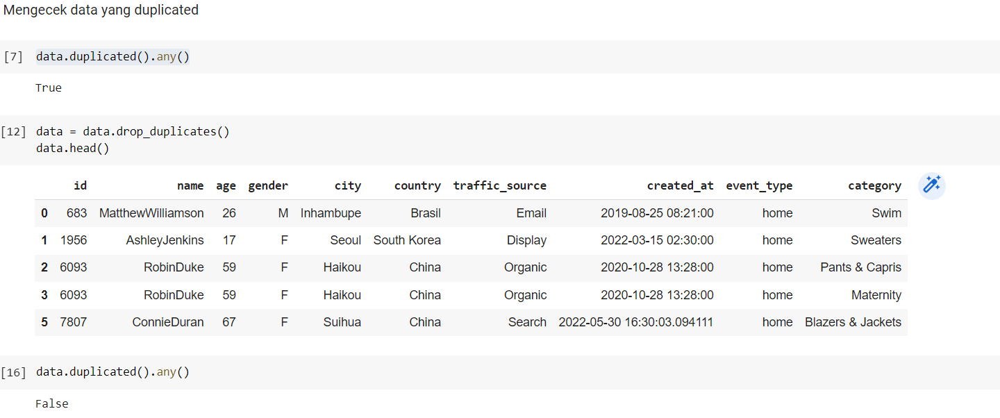 Mengecek data yang duplicated
[7] data.duplicated().any()
True
[12] data = data.drop_duplicates()
data.head()
id name age gender city country traffic_source created_at event_type category
0 683 MatthewWilliamson 26 M Inhambupe Brasil Email 2019-08-25 08:21:00 home Swim
1 1956 AshleyJenkins 17 F Seoul South Korea Display 2022-03-15 02:30:00 home Sweaters
2 6093 RobinDuke 59 F Haikou China Organic 2020-10-28 13:28:00 home Pants & Capris
3 6093 RobinDuke 59 F Haikou China Organic 2020-10-28 13:28:00 home Maternity
5 7807 ConnieDuran 67 F Suihua China Search 2022-05-30 16:30:03.094111 home Blazers & Jackets
[16] data.duplicated().any()
False